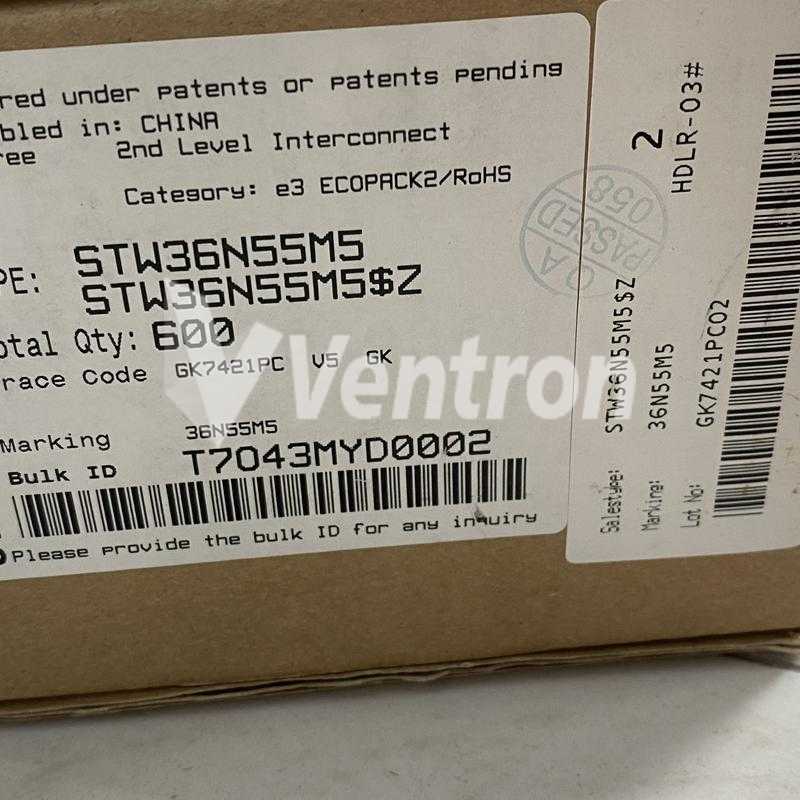 red under patents or patents pending
bled in: CHINA
ree 2nd Level Interconnect
Category: e3 ECOPACK2/RoHS
PE: STW36N55M5
STW36N55M5$Z
otal Qty: 600
race Code GK7421PC V5 GK
Marking 36N55M5
Bulk ID T7043MYD0002
Please provide the bulk ID for any inquiry
Ventron
QA
PASSED
058
2
HDLR-03#
Salestype: STW36N55M5$Z
Marking: 36N55M5
Lot No: GK7421PC02